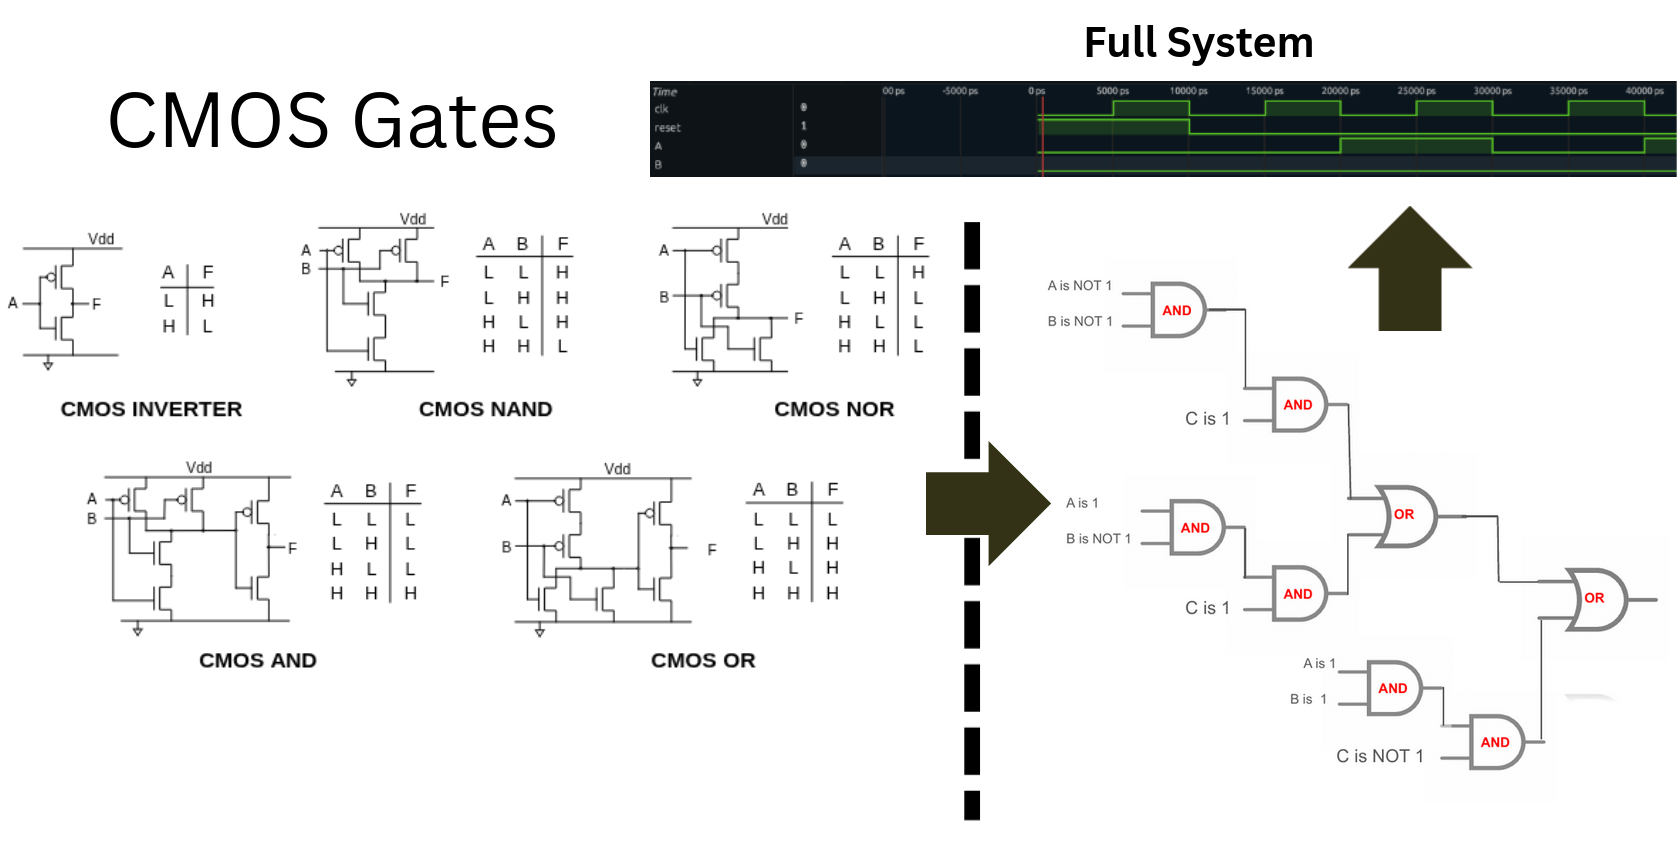 Full System
CMOS Gates
Time 00 ps -5000 ps 0 ps 5000 ps 10000 ps 15000 ps 20000 ps 25000 ps 30000 ps 35000 ps 40000 ps
clk 0
reset 1
A 0
B 0
Vdd
A
F
A F
L H
H L
CMOS INVERTER
Vdd
A
B
F
A B F
L L H
L H H
H L H
H H L
CMOS NAND
Vdd
A
B
F
A B F
L L H
L H L
H L L
H H L
CMOS NOR
Vdd
A
B
F
A B F
L L L
L H L
H L L
H H H
CMOS AND
Vdd
A
B
F
A B F
L L L
L H H
H L H
H H H
CMOS OR
A is NOT 1
B is NOT 1
AND
C is 1
AND
A is 1
B is NOT 1
AND
C is 1
AND
OR
A is 1
B is 1
AND
C is NOT 1
AND
OR